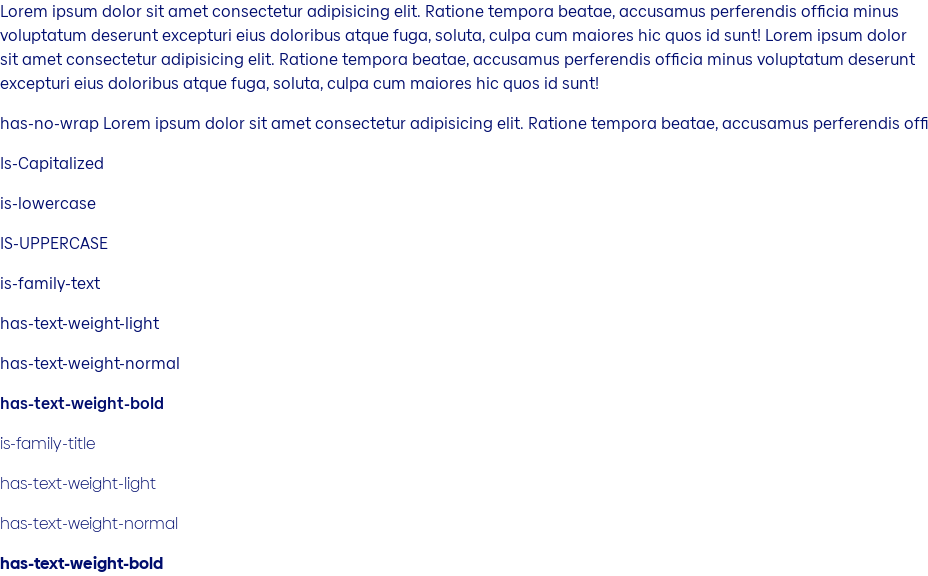 Lorem ipsum dolor sit amet consectetur adipisicing elit. Ratione tempora beatae, accusamus perferendis officia minus
voluptatum deserunt excepturi eius doloribus atque fuga, soluta, culpa cum maiores hic quos id sunt! Lorem ipsum dolor
sit amet consectetur adipisicing elit. Ratione tempora beatae, accusamus perferendis officia minus voluptatum deserunt
excepturi eius doloribus atque fuga, soluta, culpa cum maiores hic quos id sunt!
has-no-wrap Lorem ipsum dolor sit amet consectetur adipisicing elit. Ratione tempora beatae, accusamus perferendis offi
Is-Capitalized
is-lowercase
IS-UPPERCASE
is-family-text
has-text-weight-light
has-text-weight-normal
has-text-weight-bold
is-family-title
has-text-weight-light
has-text-weight-normal
has-text-weight-bold